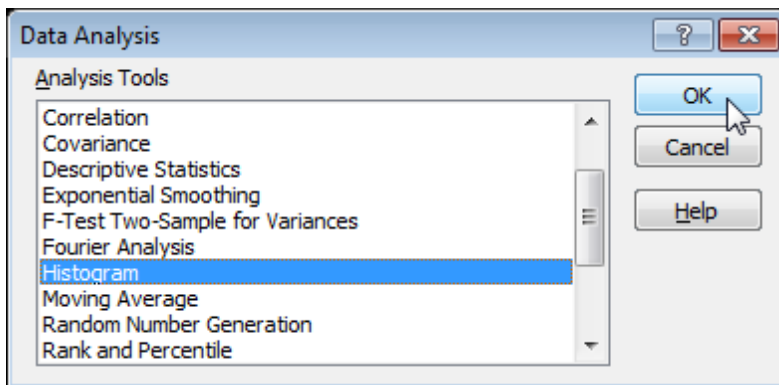 Data Analysis
Analysis Tools
Correlation
Covariance
Descriptive Statistics
Exponential Smoothing
F-Test Two-Sample for Variances
Fourier Analysis
Histogram
Moving Average
Random Number Generation
Rank and Percentile
OK
Cancel
Help